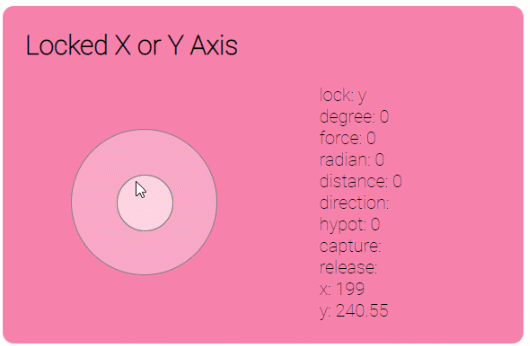 Locked X or Y Axis
lock: y
degree: 0
force: 0
radian: 0
distance: 0
direction:
hypot: 0
capture:
release:
x: 199
y: 240.55